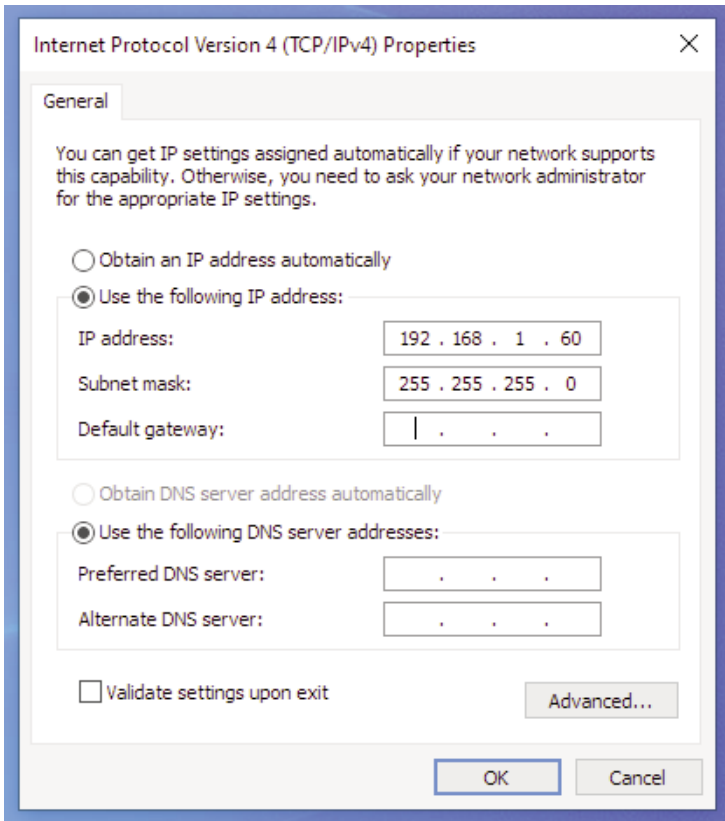 Internet Protocol Version 4 (TCP/IPv4) Properties
General
You can get IP settings assigned automatically if your network supports
this capability. Otherwise, you need to ask your network administrator
for the appropriate IP settings.
Obtain an IP address automatically
Use the following IP address:
IP address: 192 . 168 . 1 . 60
Subnet mask: 255 . 255 . 255 . 0
Default gateway: . . .
Obtain DNS server address automatically
Use the following DNS server addresses:
Preferred DNS server: . . .
Alternate DNS server: . . .
Validate settings upon exit
Advanced...
OK Cancel